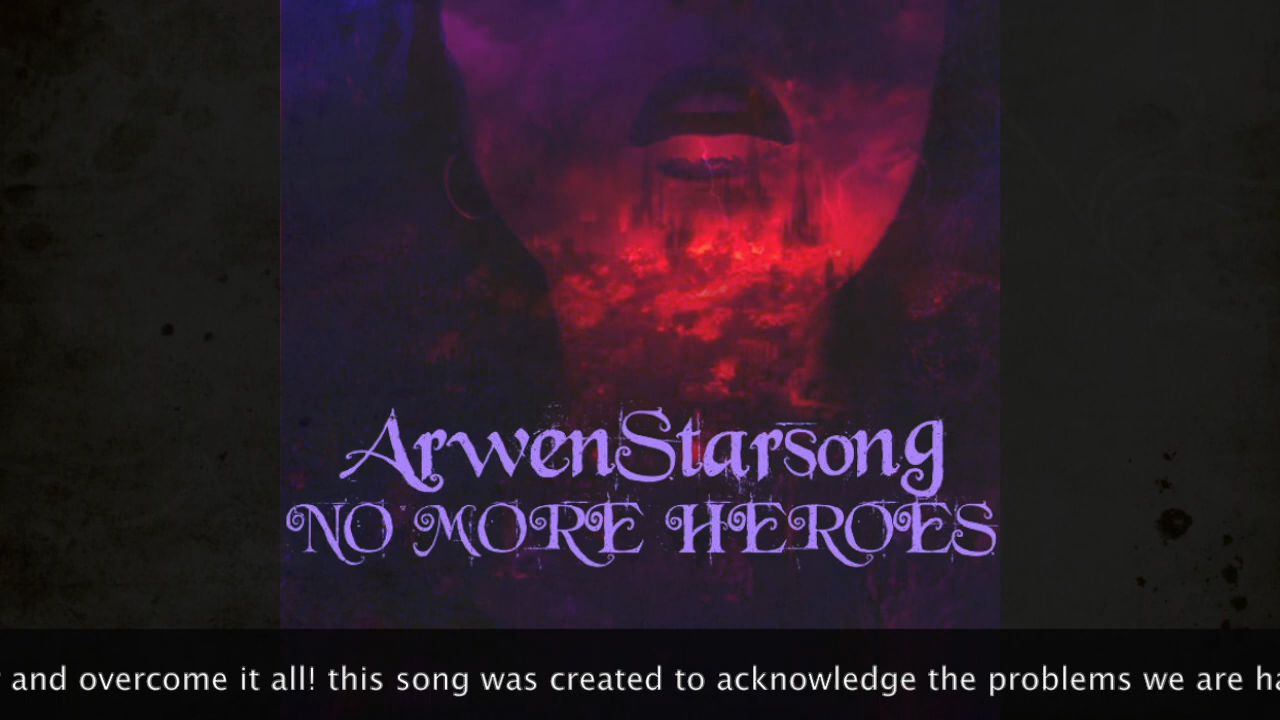 ArwenStarsong
NO MORE HEROES
and overcome it all! this song was created to acknowledge the problems we are